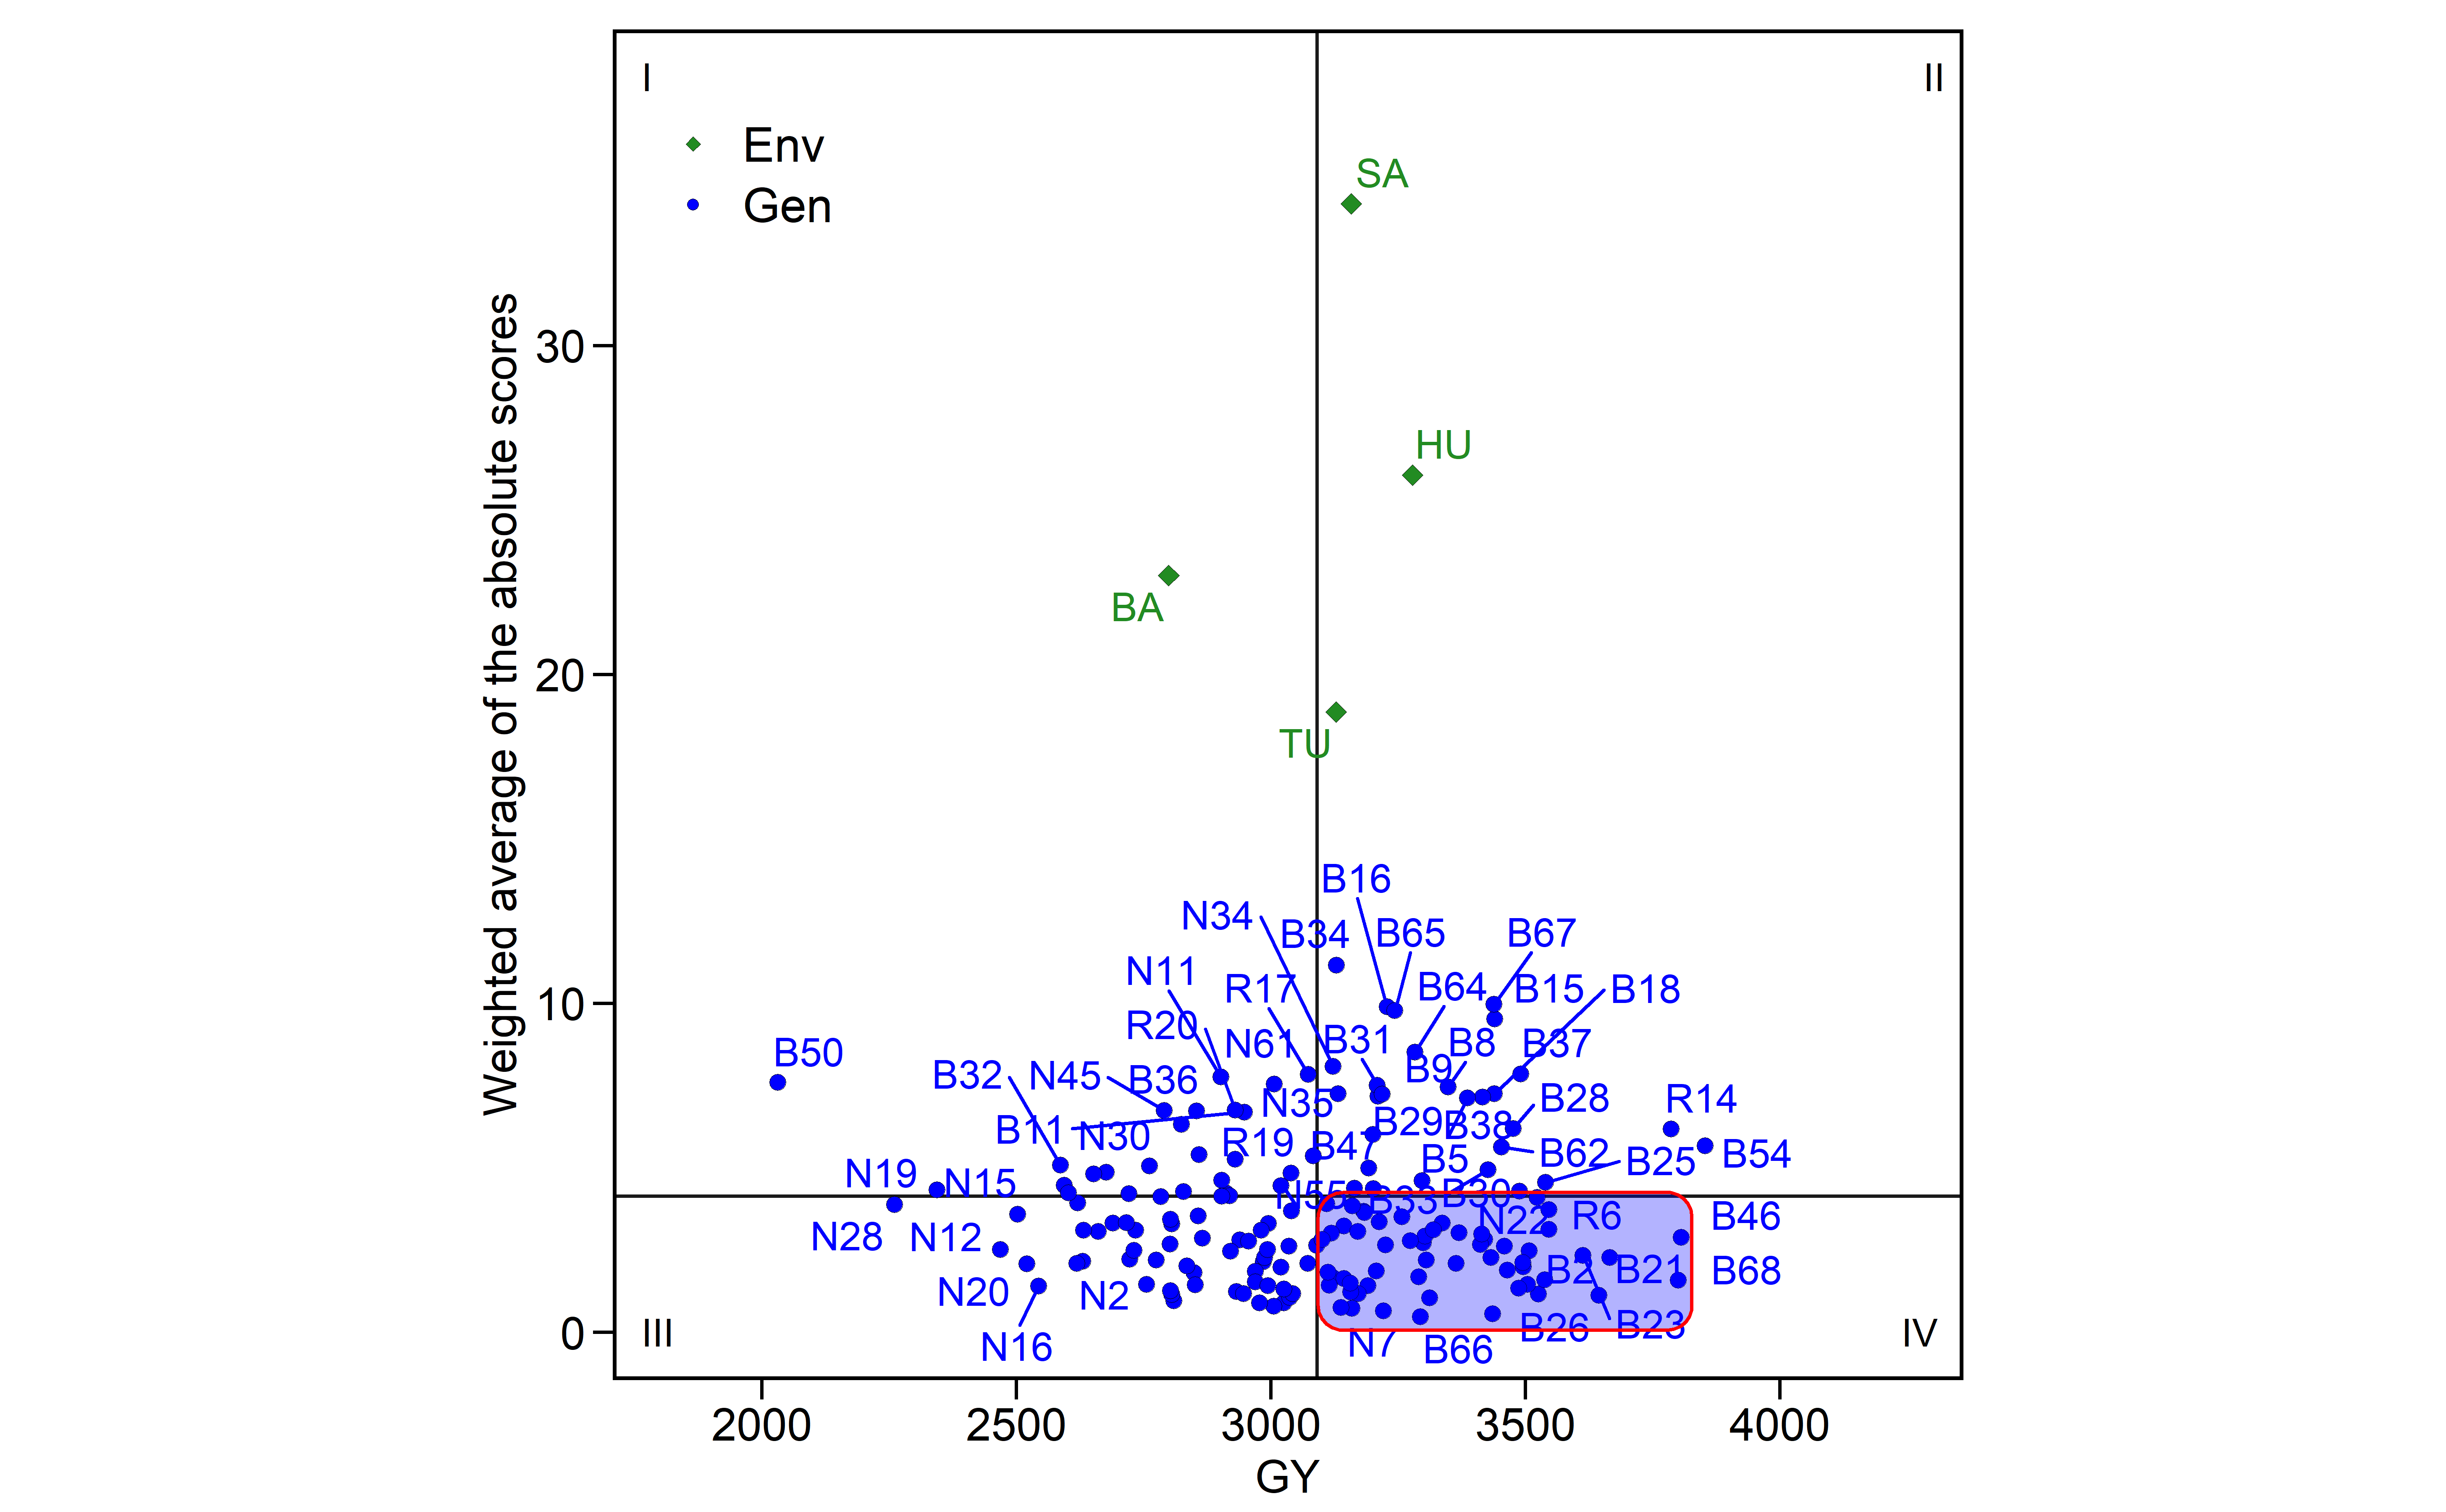 I
II
Env
Gen
SA
HU
BA
TU
Weighted average of the absolute scores
30
20
10
0
B16
N34
B34
B65
B67
N11
R17
B64
B15
B18
R20
N61
B31
B8
B37
B50
B9
B32
N45
B36
N35
B28
R14
B11
N30
R19
B4
B29
B38
B5
B62
B25
B54
N19
N15
N55
B33
B30
N28
N12
N22
R6
B46
N20
N2
B2
B21
B68
N16
N7
B66
B26
B23
III
IV
2000
2500
3000
3500
4000
GY